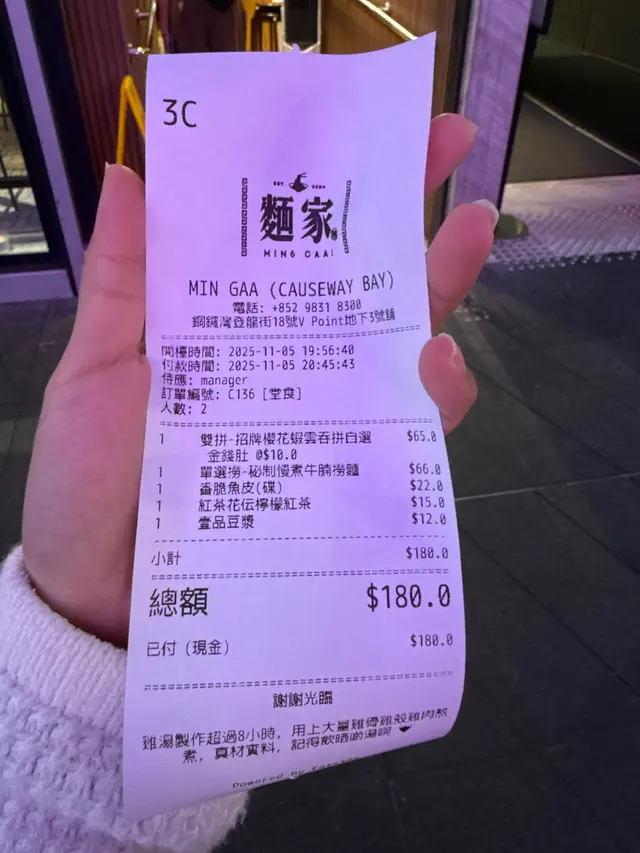 3C
EST
麵家
MING GAAI
MIN GAA (CAUSEWAY BAY)
電話: +852 9831 8300
銅鑼灣登龍街18號V Point地下3號舖
開檯時間: 2025-11-05 19:56:40
付款時間: 2025-11-05 20:45:43
侍應: manager
訂單編號: C136 [堂食]
人數: 2
1 雙拼-招牌櫻花蝦雲吞拼自選 $65.0
金錢肚 @$10.0
1 單選撈-秘制慢煮牛腩撈麵 $66.0
1 香脆魚皮(碟) $22.0
1 紅茶花伝檸檬紅茶 $15.0
1 壹品豆漿 $12.0
小計 $180.0
總額 $180.0
已付 (現金) $180.0
謝謝光臨
雞湯製作超過8小時, 用上大量雞骨雞殼雞肉熬
煮, 真材實料, 記得飲晒啲湯啊
Powered by